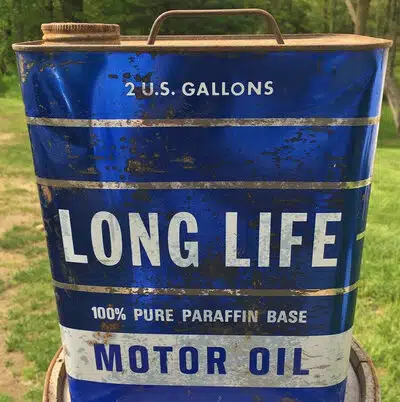 2 U.S. GALLONS
LONG LIFE
100% PURE PARAFFIN BASE
MOTOR OIL